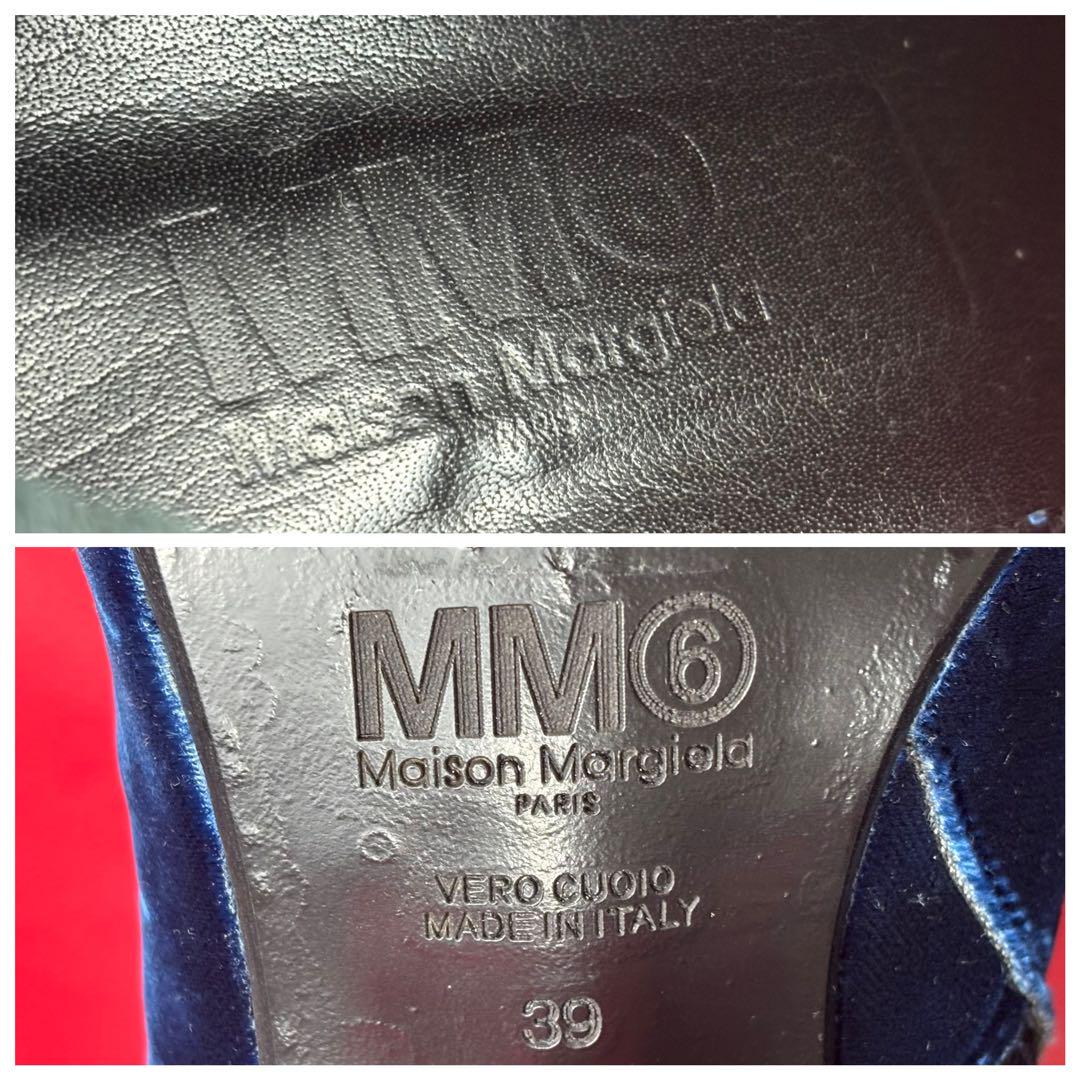 MM6
Maison Margiela
MM6
Maison Margiela
PARIS
VERO CUOIO
MADE IN ITALY
39